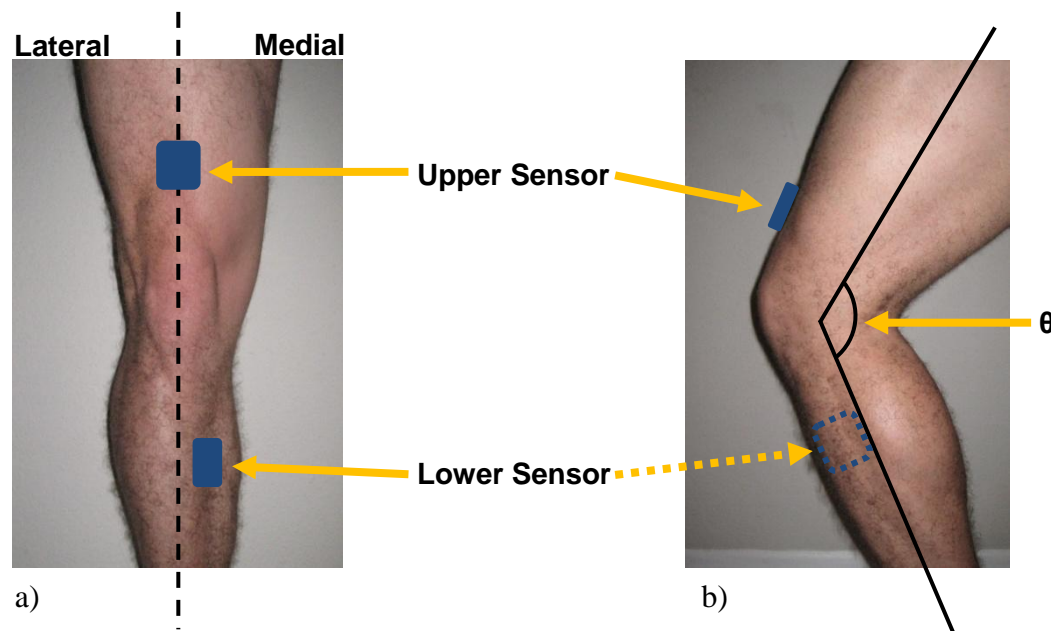 Lateral
Medial
Upper Sensor
θ
Lower Sensor
a)
b)